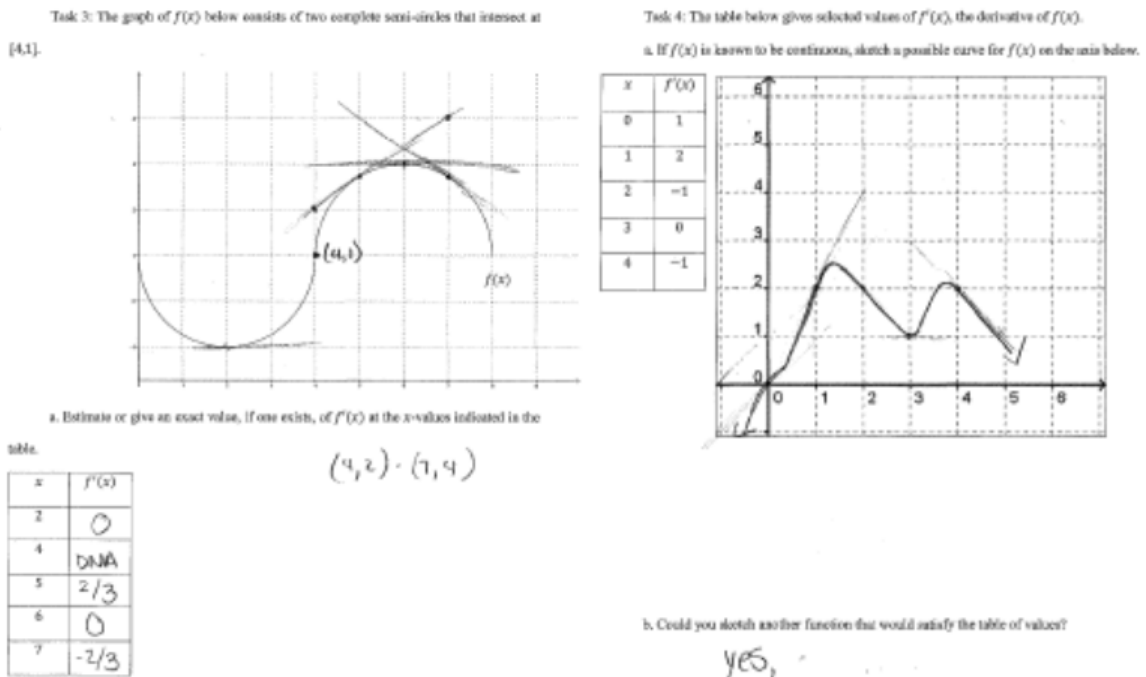 Task 3: The graph of f(x) below consists of two complete semi-circles that intersect at
[4,1].
(4,1)
f(x)
a. Estimate or give an exact value, if one exists, of f'(x) at the x-values indicated in the
table.
(4,2) - (7,4)
x f'(x)
2 0
4 DNA
5 2/3
6 0
7 -2/3
Task 4: The table below gives selected values of f'(x), the derivative of f(x).
a. If f(x) is known to be continuous, sketch a possible curve for f(x) on the axis below.
x f'(x)
0 1
1 2
2 -1
3 0
4 -1
6
5
4
3
2
1
0
0 1 2 3 4 5 6
b. Could you sketch another function that would satisfy the table of values?
yes,